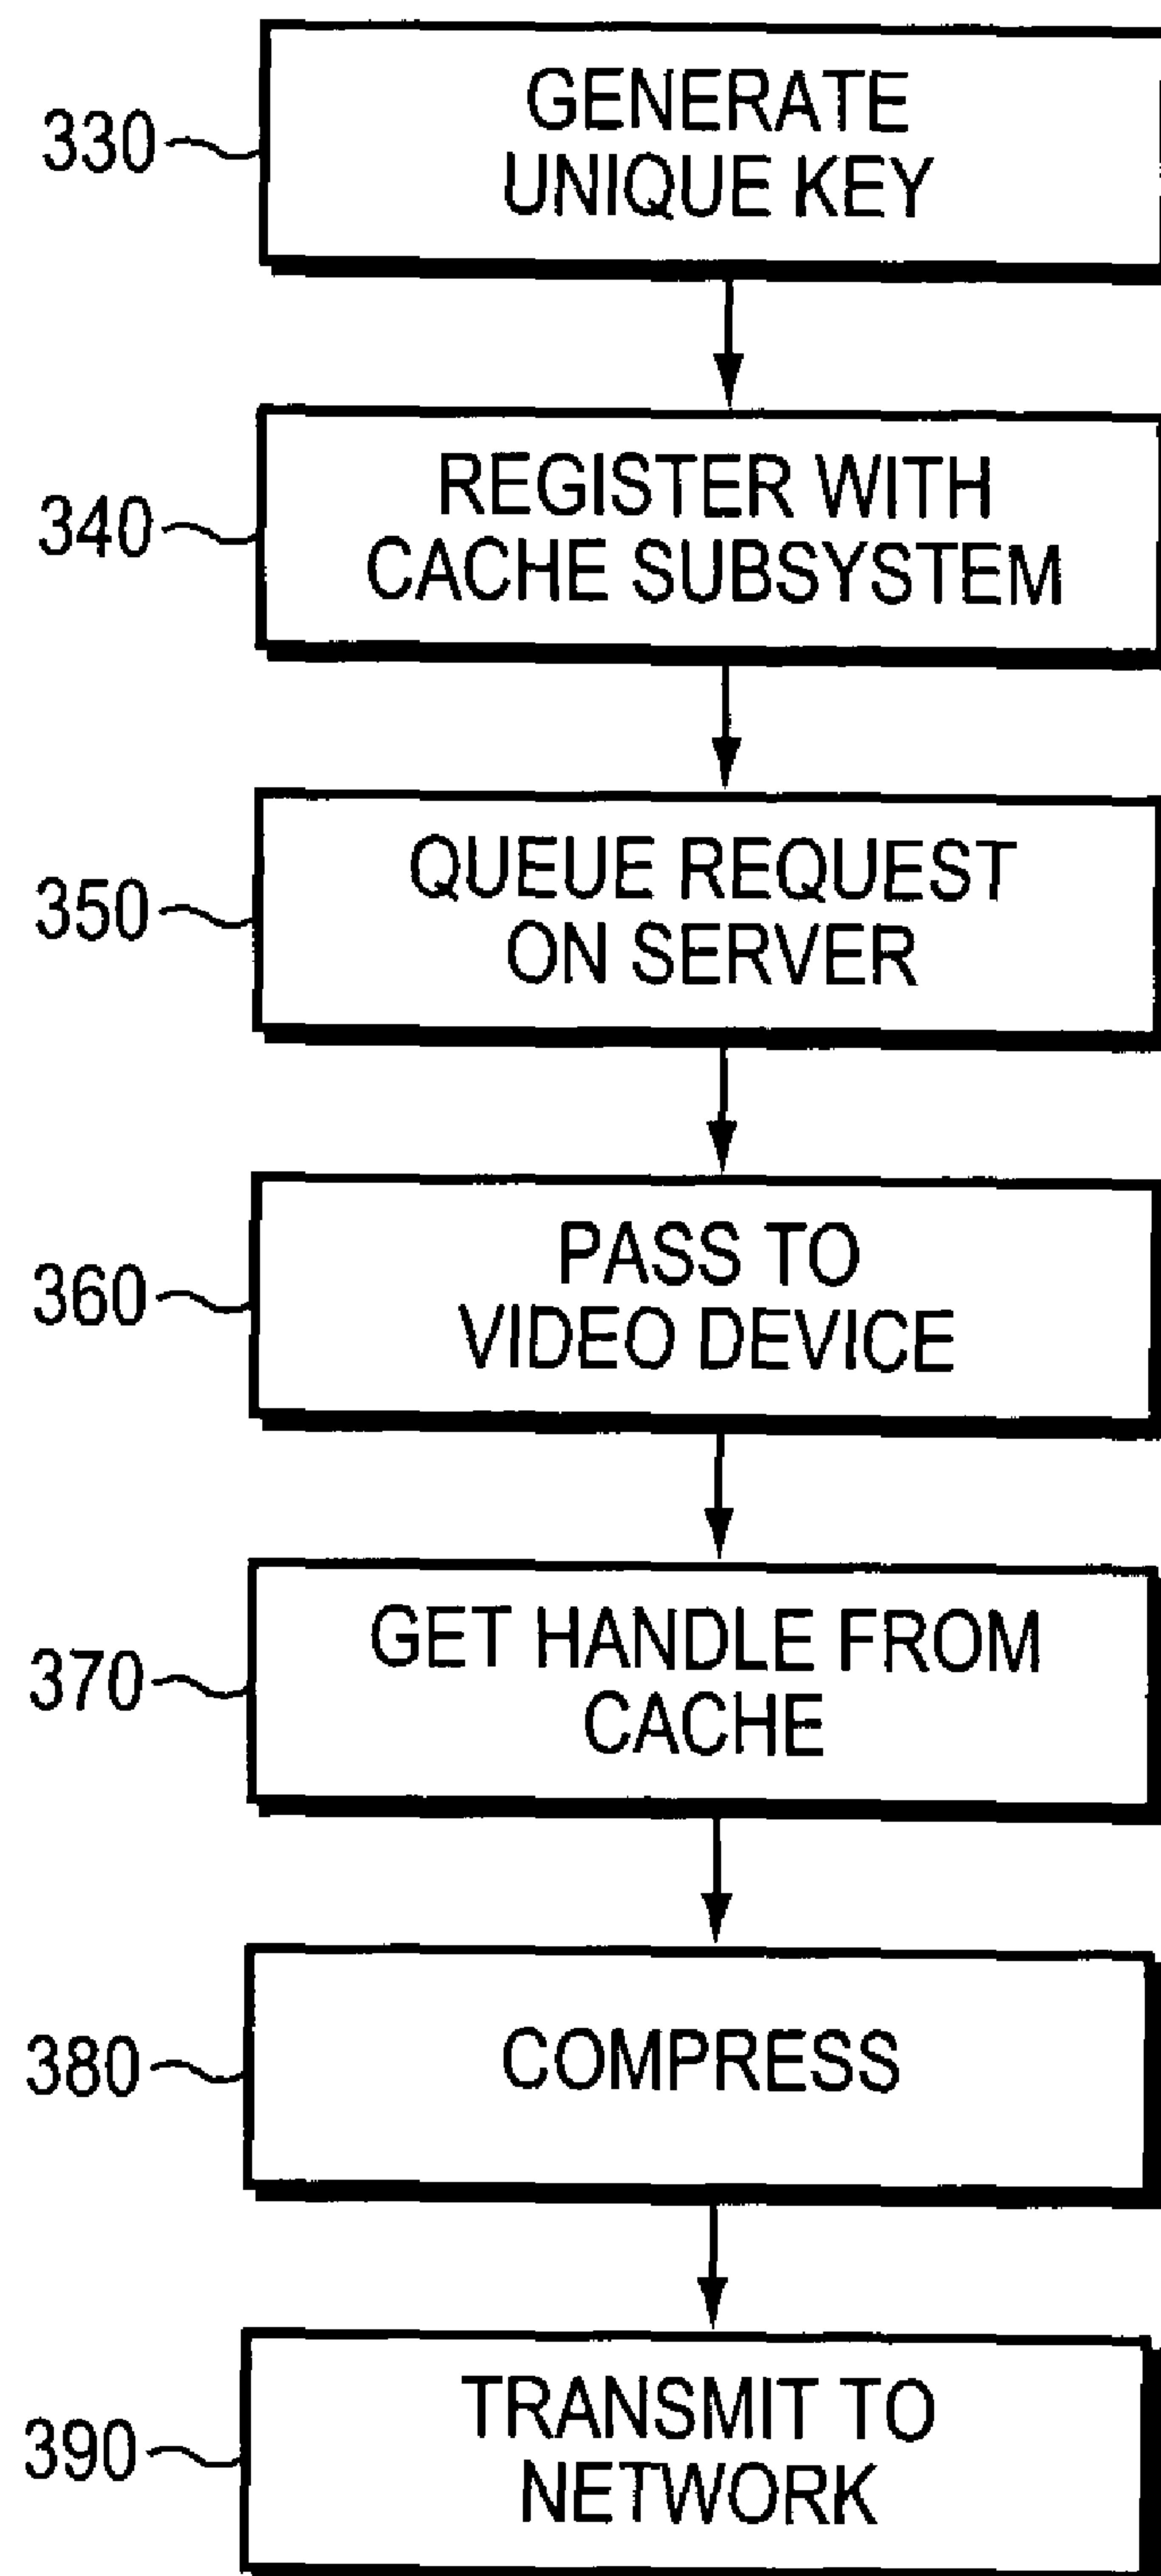 330
GENERATE
UNIQUE KEY
340
REGISTER WITH
CACHE SUBSYSTEM
350
QUEUE REQUEST
ON SERVER
360
PASS TO
VIDEO DEVICE
370
GET HANDLE FROM
CACHE
380
COMPRESS
390
TRANSMIT TO
NETWORK